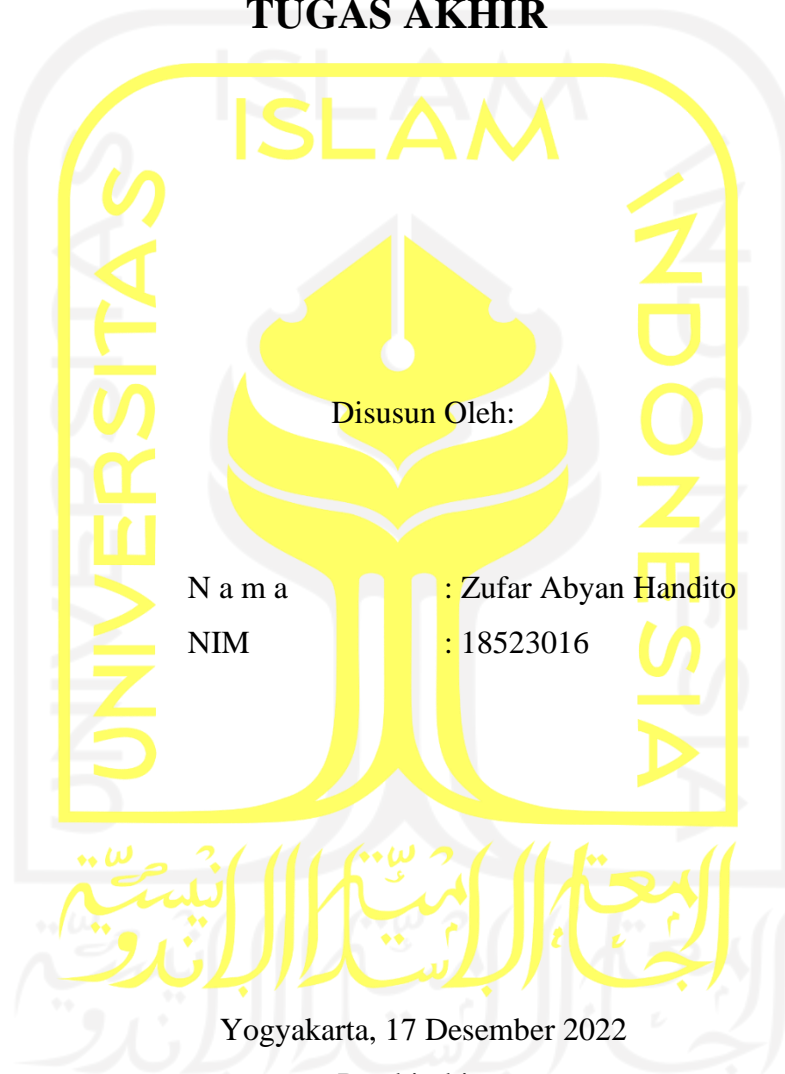 TUGAS AKHIR
ISLAM
UNIVERSITAS
INDONESIA
Disusun Oleh:
N a m a : Zufar Abyan Handito
NIM : 18523016
الجامعة الإسلامية الإندونيسية
Yogyakarta, 17 Desember 2022